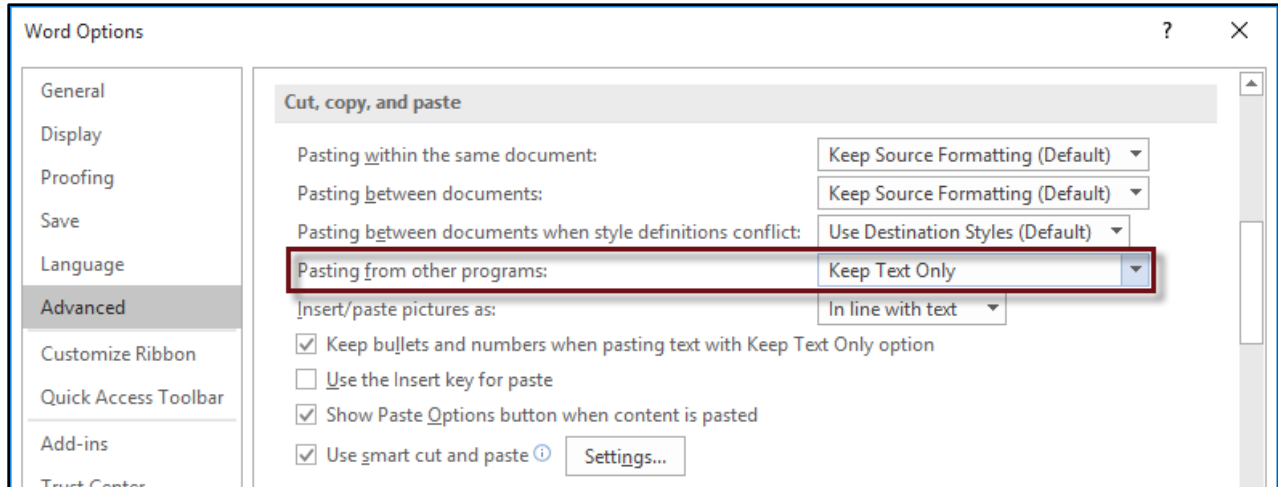 Word Options
?
General
Display
Proofing
Save
Language
Advanced
Customize Ribbon
Quick Access Toolbar
Add-ins
Trust Center
Cut, copy, and paste
Pasting within the same document: Keep Source Formatting (Default)
Pasting between documents: Keep Source Formatting (Default)
Pasting between documents when style definitions conflict: Use Destination Styles (Default)
Pasting from other programs: Keep Text Only
Insert/paste pictures as: In line with text
Keep bullets and numbers when pasting text with Keep Text Only option
Use the Insert key for paste
Show Paste Options button when content is pasted
Use smart cut and paste Settings...